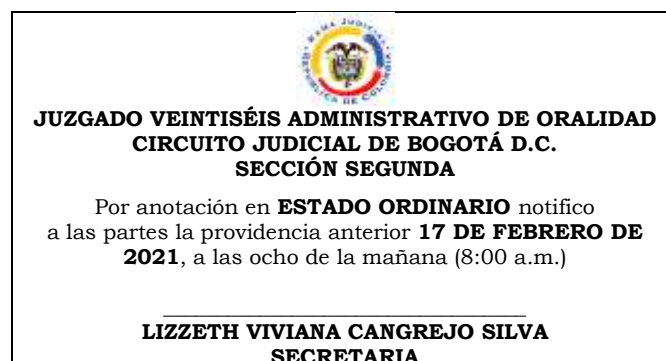 JUZGADO VEINTISÉIS ADMINISTRATIVO DE ORALIDAD
CIRCUITO JUDICIAL DE BOGOTÁ D.C.
SECCIÓN SEGUNDA
Por anotación en ESTADO ORDINARIO notifico
a las partes la providencia anterior 17 DE FEBRERO DE
2021, a las ocho de la mañana (8:00 a.m.)
LIZZETH VIVIANA CANGREJO SILVA
SECRETARIA